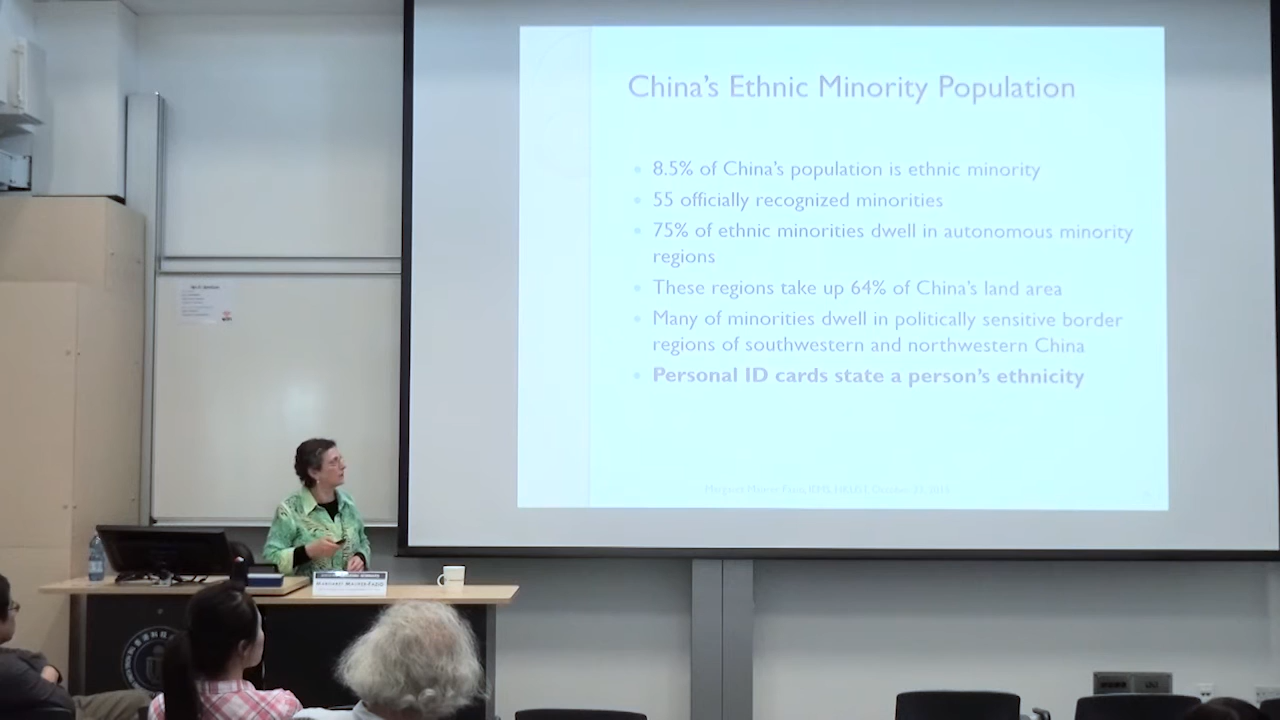 China's Ethnic Minority Population
8.5% of China's population is ethnic minority
55 officially recognized minorities
75% of ethnic minorities dwell in autonomous minority
regions
These regions take up 64% of China's land area
Many of minorities dwell in politically sensitive border
regions of southwestern and northwestern China
Personal ID cards state a person's ethnicity